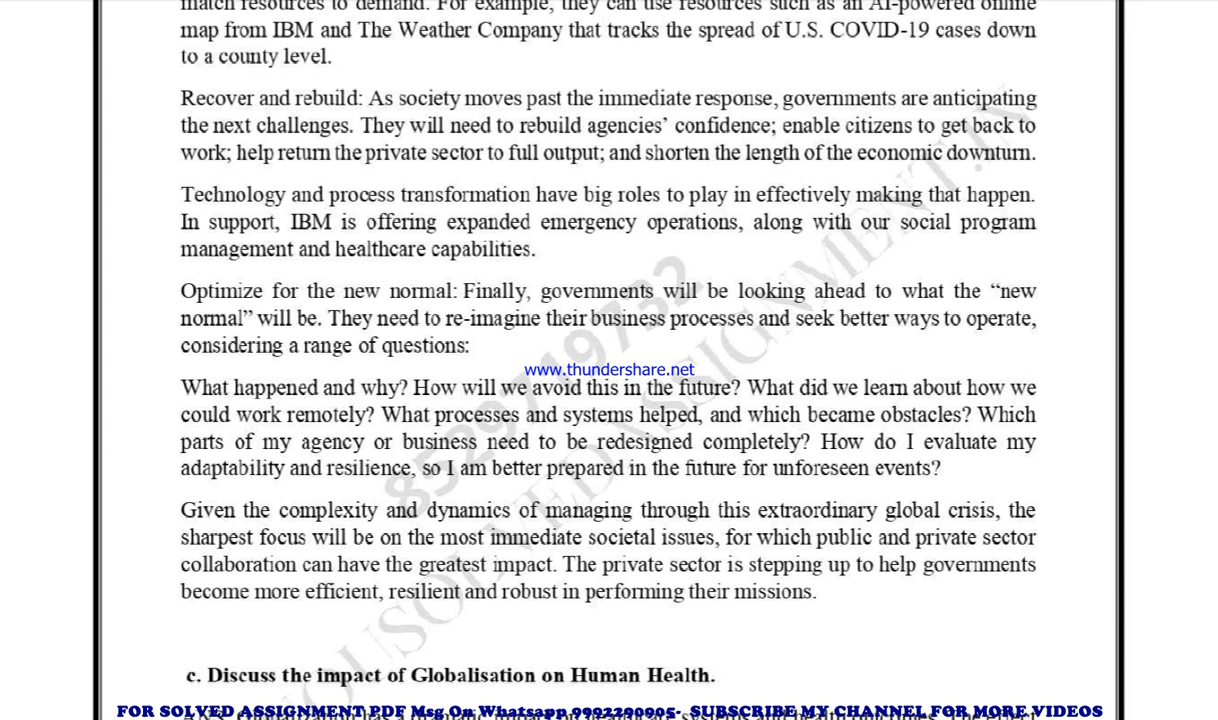 match resources to demand. For example, they can use resources such as an AI-powered online
map from IBM and The Weather Company that tracks the spread of U.S. COVID-19 cases down
to a county level.
Recover and rebuild: As society moves past the immediate response, governments are anticipating
the next challenges. They will need to rebuild agencies’ confidence; enable citizens to get back to
work; help return the private sector to full output; and shorten the length of the economic downturn.
Technology and process transformation have big roles to play in effectively making that happen.
In support, IBM is offering expanded emergency operations, along with our social program
management and healthcare capabilities.
Optimize for the new normal: Finally, governments will be looking ahead to what the “new
normal” will be. They need to re-imagine their business processes and seek better ways to operate,
considering a range of questions:
www.thundershare.net
What happened and why? How will we avoid this in the future? What did we learn about how we
could work remotely? What processes and systems helped, and which became obstacles? Which
parts of my agency or business need to be redesigned completely? How do I evaluate my
adaptability and resilience, so I am better prepared in the future for unforeseen events?
Given the complexity and dynamics of managing through this extraordinary global crisis, the
sharpest focus will be on the most immediate societal issues, for which public and private sector
collaboration can have the greatest impact. The private sector is stepping up to help governments
become more efficient, resilient and robust in performing their missions.
8529719732
c. Discuss the impact of Globalisation on Human Health.
FOR SOLVED ASSIGNMENT PDF Msg On Whatsapp 9992290905- SUBSCRIBE MY CHANNEL FOR MORE VIDEOS